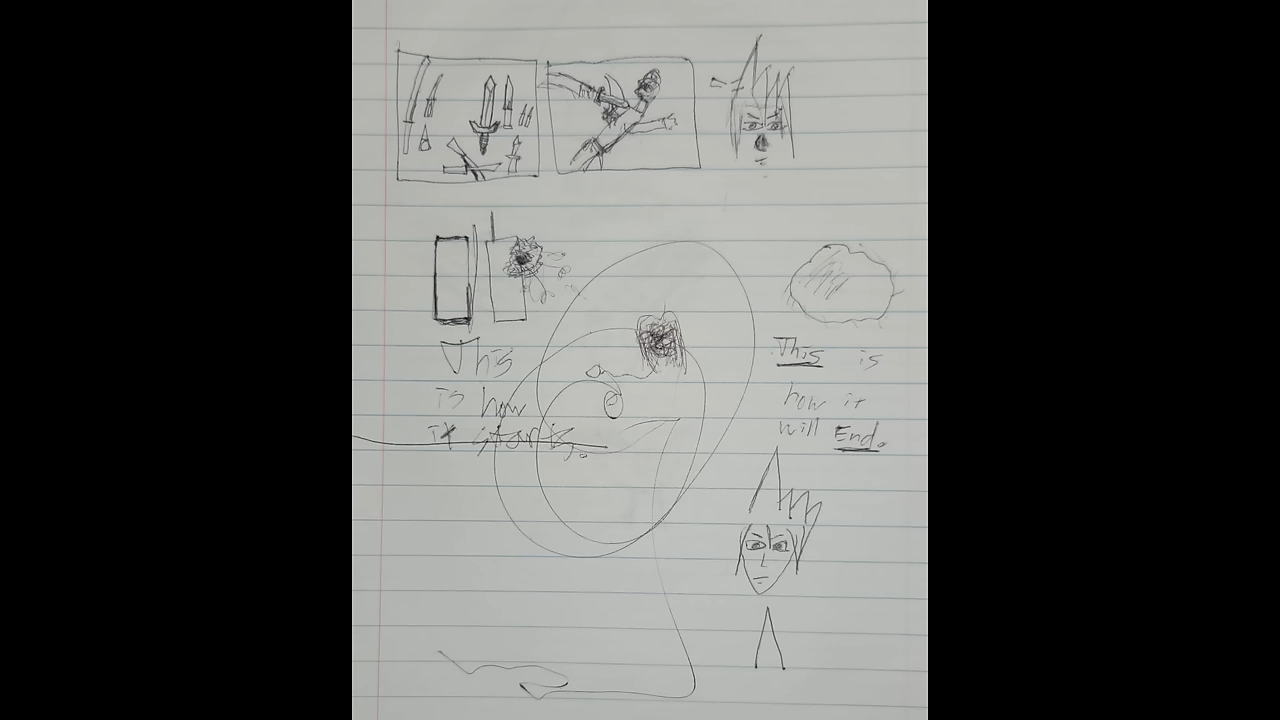 This
is how
it starts.
This is
how it
will End.